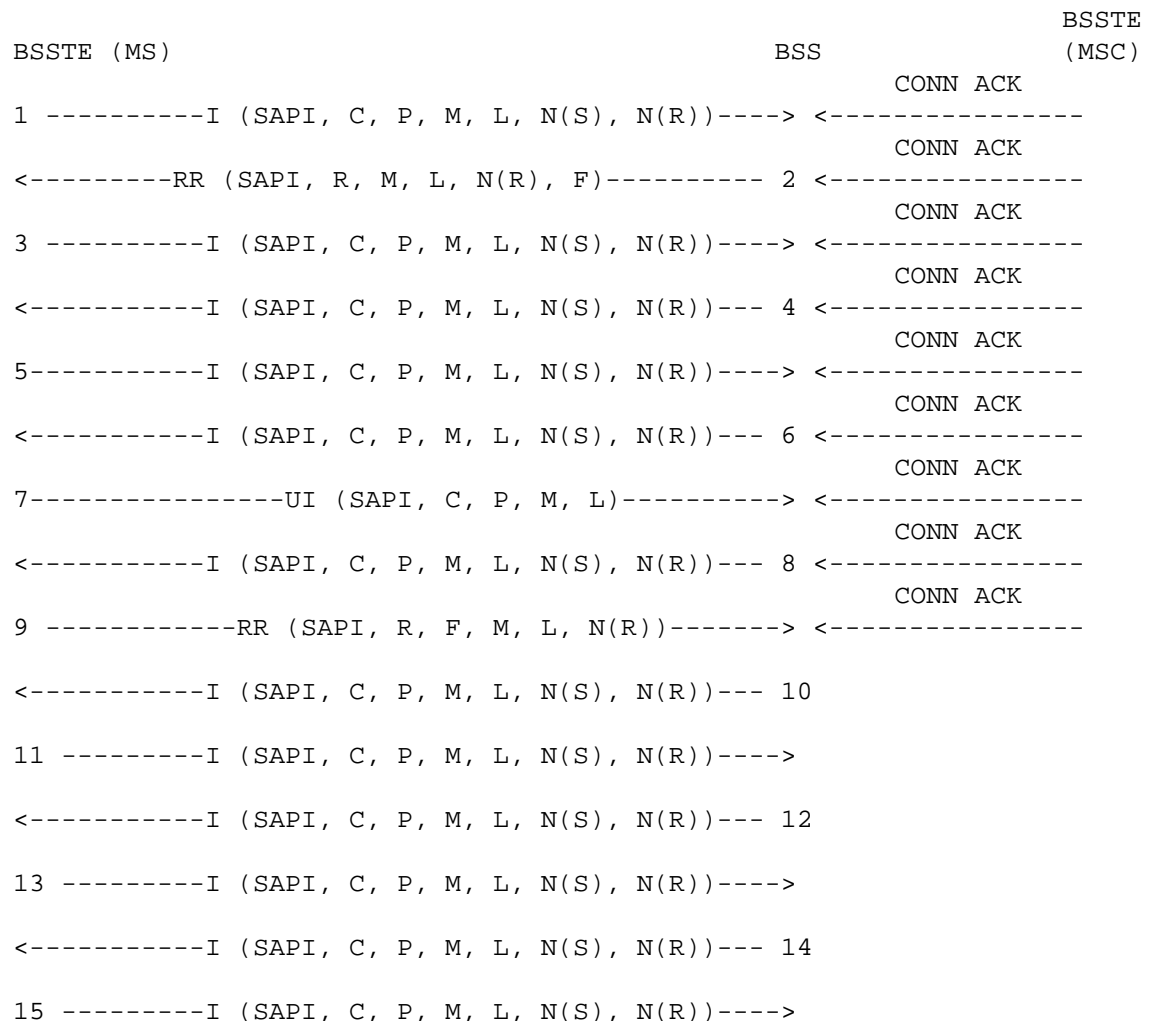 BSSTE
BSSTE (MS) BSS (MSC)
CONN ACK
1 ----------I (SAPI, C, P, M, L, N(S), N(R))----> <----------------
CONN ACK
<---------RR (SAPI, R, M, L, N(R), F)---------- 2 <----------------
CONN ACK
3 ----------I (SAPI, C, P, M, L, N(S), N(R))----> <----------------
CONN ACK
<-----------I (SAPI, C, P, M, L, N(S), N(R))--- 4 <----------------
CONN ACK
5-----------I (SAPI, C, P, M, L, N(S), N(R))----> <----------------
CONN ACK
<-----------I (SAPI, C, P, M, L, N(S), N(R))--- 6 <----------------
CONN ACK
7----------------UI (SAPI, C, P, M, L)----------> <----------------
CONN ACK
<-----------I (SAPI, C, P, M, L, N(S), N(R))--- 8 <----------------
CONN ACK
9 ------------RR (SAPI, R, F, M, L, N(R))-------> <----------------
<-----------I (SAPI, C, P, M, L, N(S), N(R))--- 10
11 ---------I (SAPI, C, P, M, L, N(S), N(R))---->
<-----------I (SAPI, C, P, M, L, N(S), N(R))--- 12
13 ---------I (SAPI, C, P, M, L, N(S), N(R))---->
<-----------I (SAPI, C, P, M, L, N(S), N(R))--- 14
15 ---------I (SAPI, C, P, M, L, N(S), N(R))---->